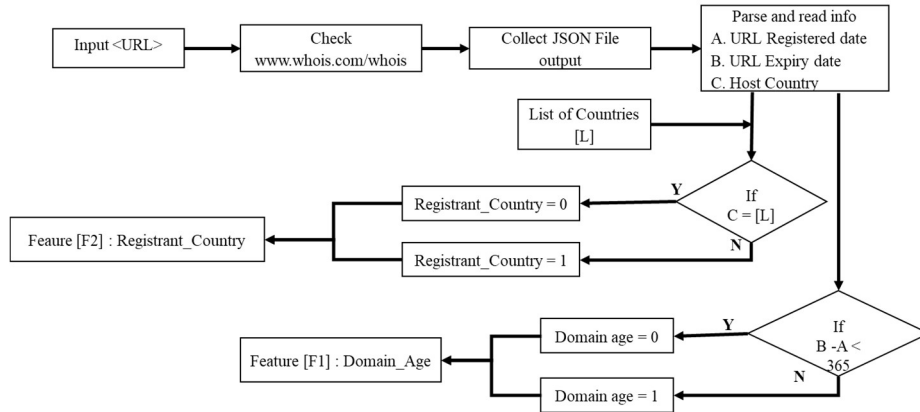 Input <URL>
Check
www.whois.com/whois
Collect JSON File
output
Parse and read info
A. URL Registered date
B. URL Expiry date
C. Host Country
List of Countries
[L]
If
C = [L]
Y
N
Registrant_Country = 0
Registrant_Country = 1
Feaure [F2] : Registrant_Country
If
B -A <
365
Y
N
Domain age = 0
Domain age = 1
Feature [F1] : Domain_Age